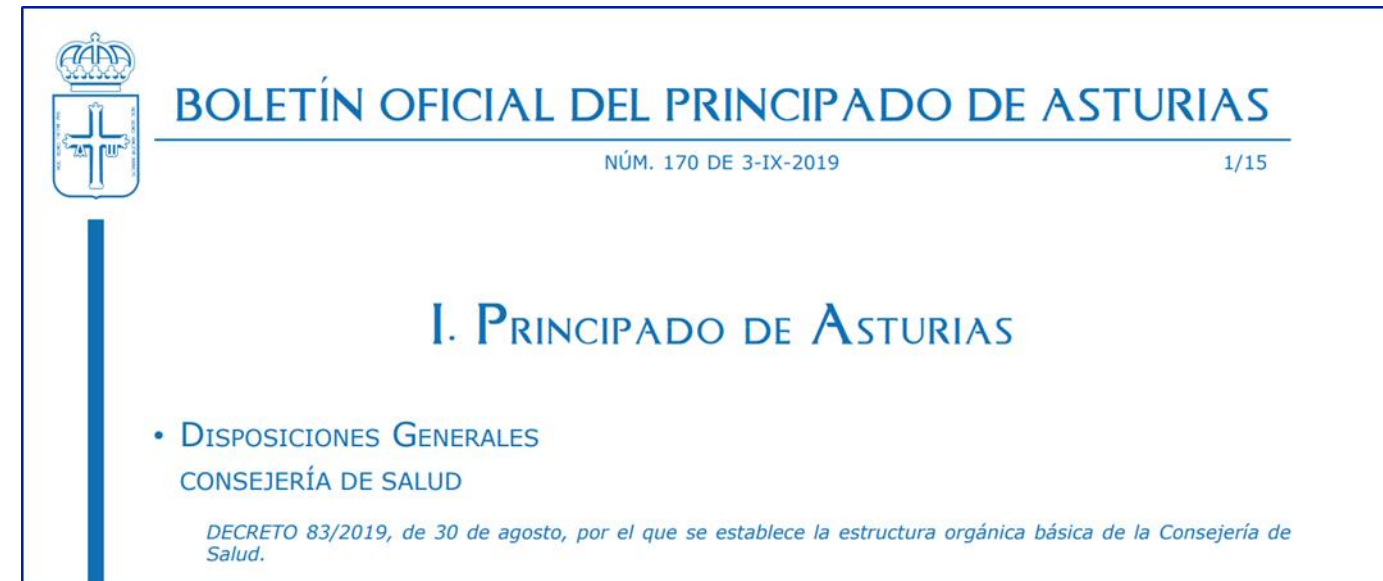 BOLETÍN OFICIAL DEL PRINCIPADO DE ASTURIAS
NÚM. 170 DE 3-IX-2019 1/15
I. PRINCIPADO DE ASTURIAS
• DISPOSICIONES GENERALES
CONSEJERÍA DE SALUD
DECRETO 83/2019, de 30 de agosto, por el que se establece la estructura orgánica básica de la Consejería de
Salud.